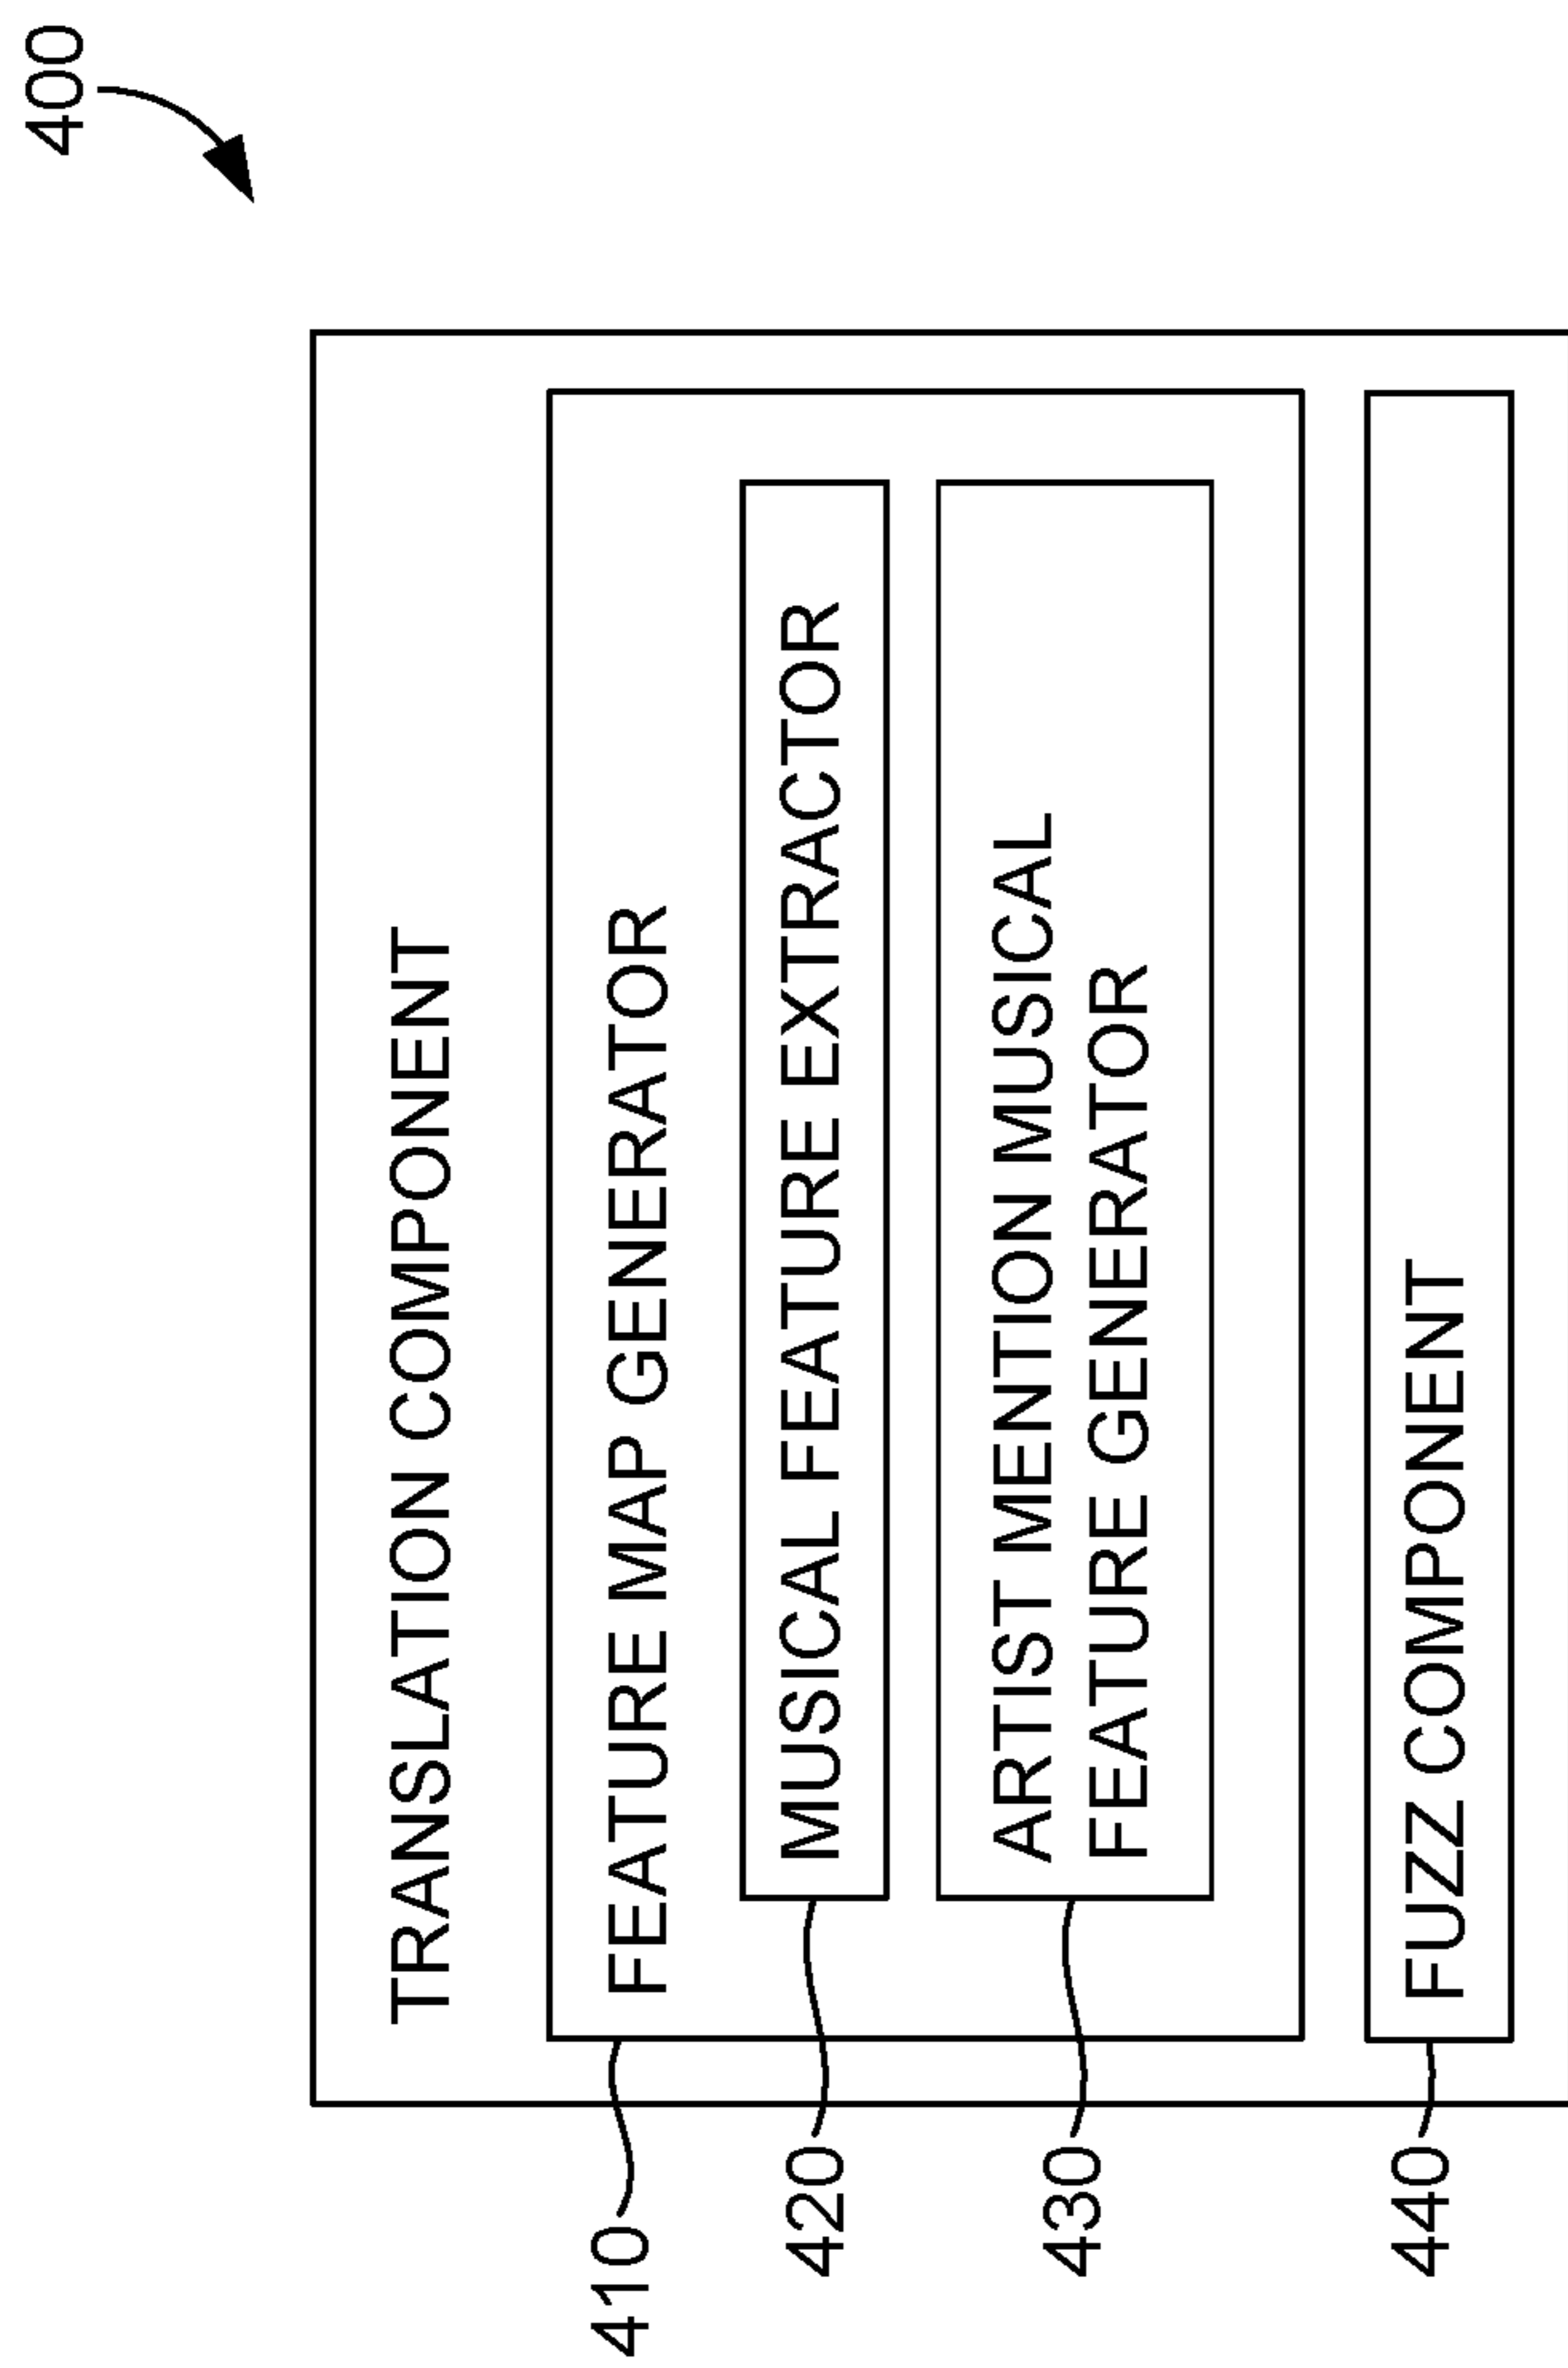 400
TRANSLATION COMPONENT
410
FEATURE MAP GENERATOR
420
MUSICAL FEATURE EXTRACTOR
430
ARTIST MENTION MUSICAL
FEATURE GENERATOR
440
FUZZ COMPONENT